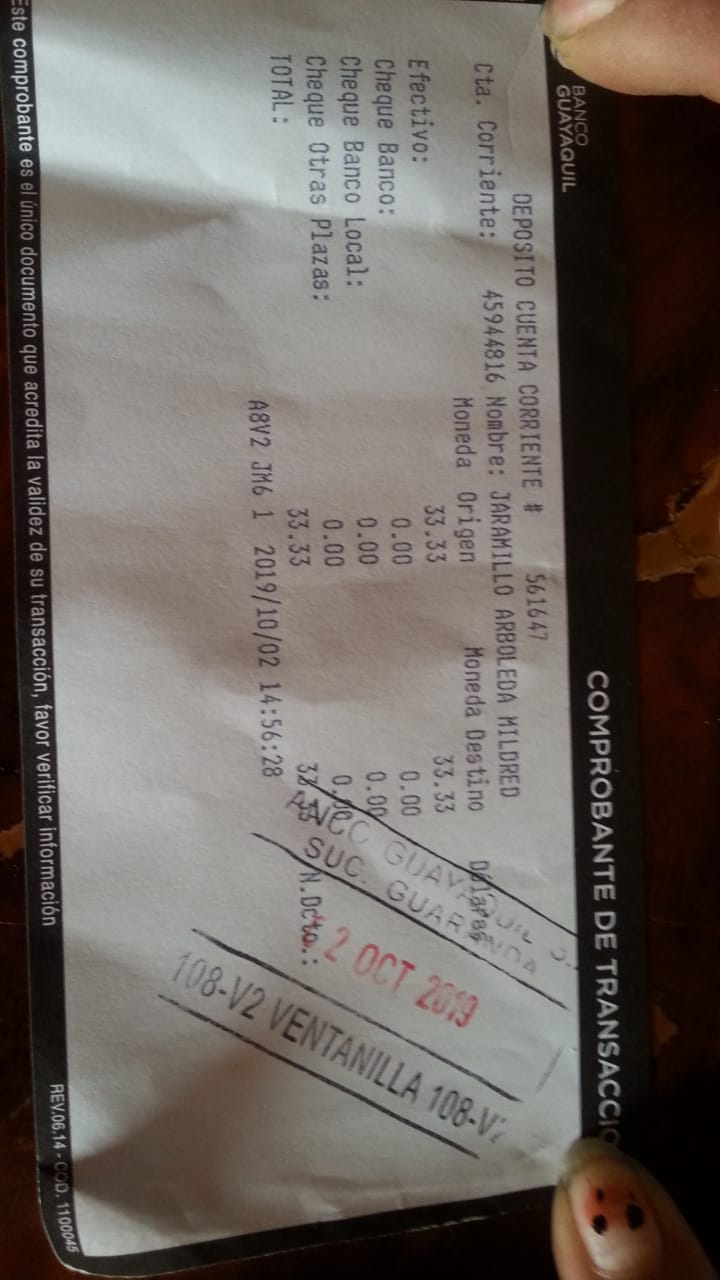 BANCO
GUAYAQUIL
COMPROBANTE DE TRANSACCIO
DEPOSITO CUENTA CORRIENTE # 561647
Cta. Corriente: 45944816 Nombre: JARAMILLO ARBOLEDA MILDRED
Moneda Origen Moneda Destino Dólares
Efectivo: 33.33 33.33
Cheque Banco: 0.00 0.00
Cheque Banco Local: 0.00 0.00
Cheque Otras Plazas: 0.00 0.00
TOTAL: 33.33 33.33 N.Dcto.:
A8V2 JM6 1 2019/10/02 14:56:28
ANCO GUAYAQUIL
SUC. GUARANDA
2 OCT 2019
108-V2 VENTANILLA 108-V2
Este comprobante es el único documento que acredita la validez de su transacción, favor verificar información
REV.06.14 - COD. 1100045